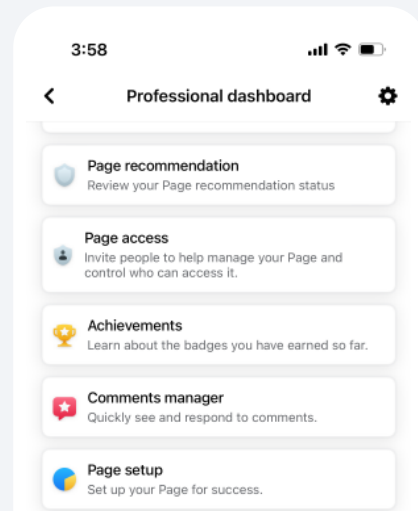 3:58
Professional dashboard
Page recommendation
Review your Page recommendation status
Page access
Invite people to help manage your Page and
control who can access it.
Achievements
Learn about the badges you have earned so far.
Comments manager
Quickly see and respond to comments.
Page setup
Set up your Page for success.